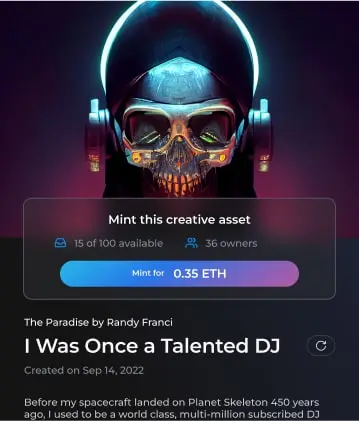 Mint this creative asset
15 of 100 available 36 owners
Mint for 0.35 ETH
The Paradise by Randy Franci
I Was Once a Talented DJ
Created on Sep 14, 2022
Before my spacecraft landed on Planet Skeleton 450 years
ago, I used to be a world class, multi-million subscribed DJ